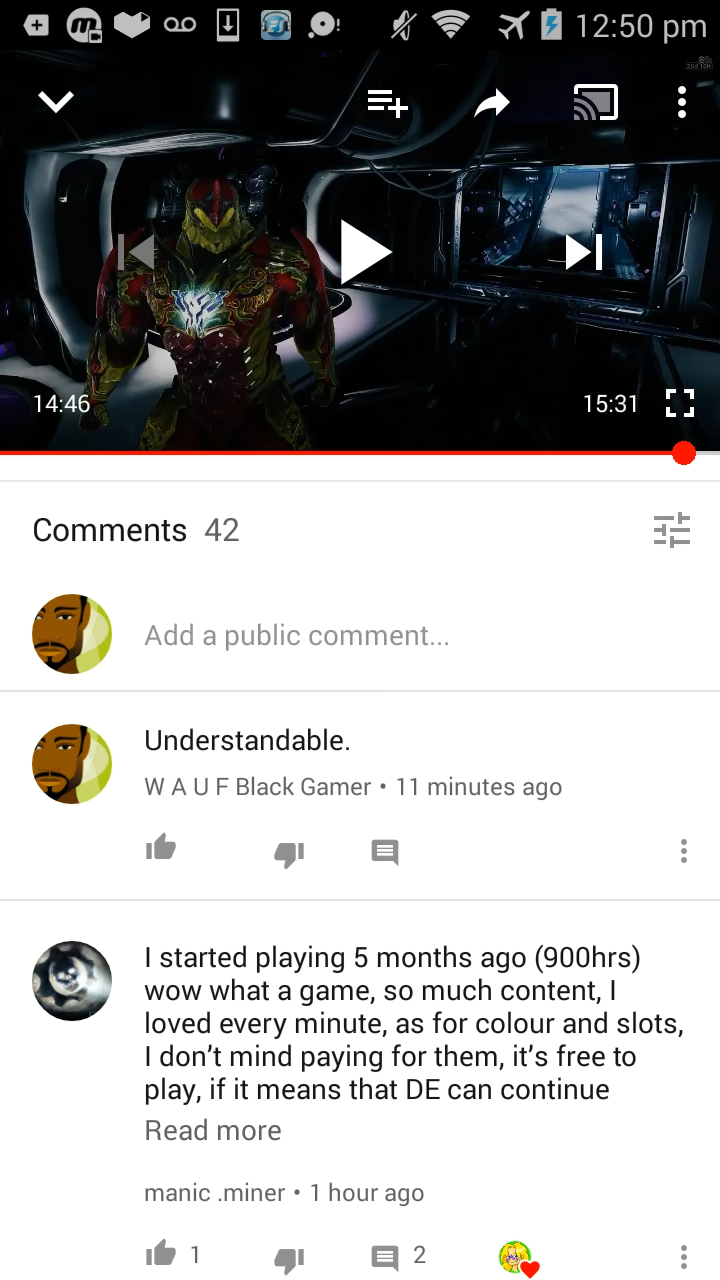 12:50 pm
14:46
15:31
Comments 42
Add a public comment...
Understandable.
W A U F Black Gamer • 11 minutes ago
I started playing 5 months ago (900hrs)
wow what a game, so much content, I
loved every minute, as for colour and slots,
I don’t mind paying for them, it’s free to
play, if it means that DE can continue
Read more
manic .miner • 1 hour ago
1
2